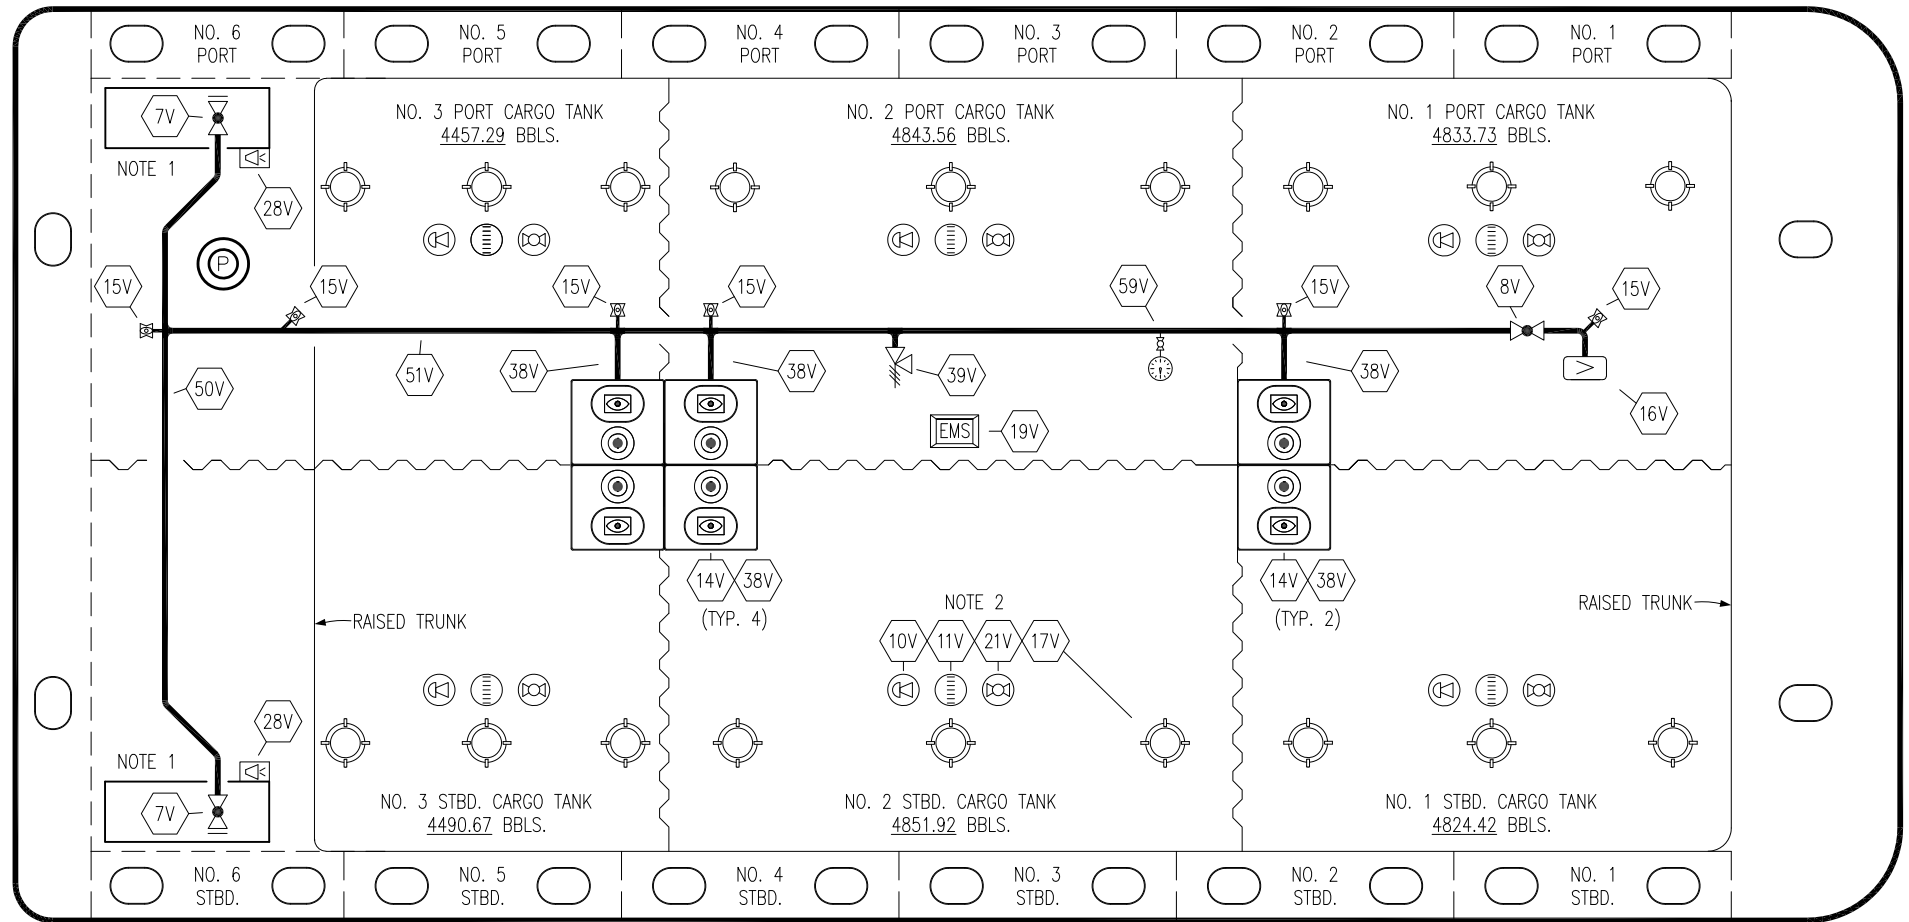 NO. 6
PORT
NO. 5
PORT
NO. 4
PORT
NO. 3
PORT
NO. 2
PORT
NO. 1
PORT
7V
NOTE 1
28V
NO. 3 PORT CARGO TANK
4457.29 BBLS.
NO. 2 PORT CARGO TANK
4843.56 BBLS.
NO. 1 PORT CARGO TANK
4833.73 BBLS.
P
15V
15V
15V
15V
59V
15V
8V
15V
50V
51V
38V
38V
39V
38V
16V
EMS
19V
14V
38V
(TYP. 4)
14V
38V
(TYP. 2)
RAISED TRUNK
NOTE 2
10V
11V
21V
17V
RAISED TRUNK
28V
NOTE 1
7V
NO. 3 STBD. CARGO TANK
4490.67 BBLS.
NO. 2 STBD. CARGO TANK
4851.92 BBLS.
NO. 1 STBD. CARGO TANK
4824.42 BBLS.
NO. 6
STBD.
NO. 5
STBD.
NO. 4
STBD.
NO. 3
STBD.
NO. 2
STBD.
NO. 1
STBD.